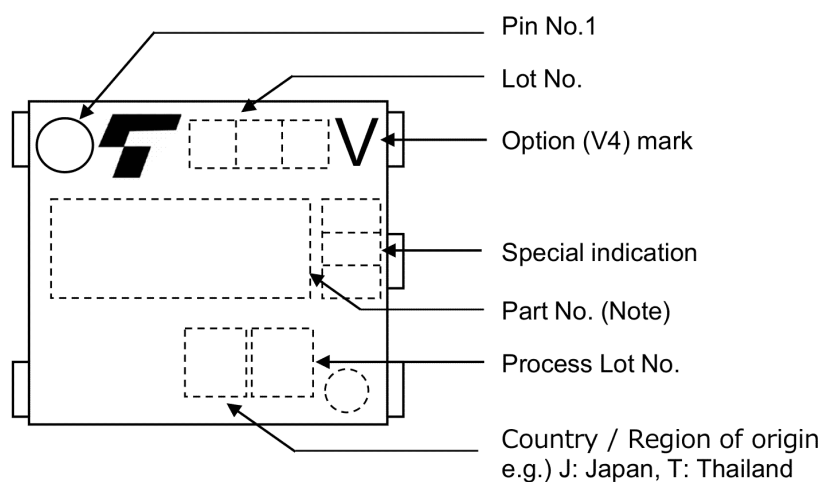 Pin No.1
Lot No.
V
Option (V4) mark
Special indication
Part No. (Note)
Process Lot No.
Country / Region of origin
e.g.) J: Japan, T: Thailand